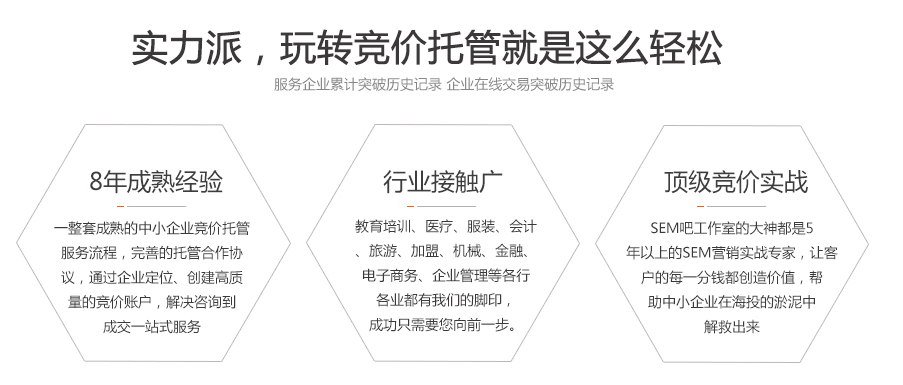 实力派，玩转竞价托管就是这么轻松
服务企业累计突破历史记录 企业在线交易突破历史记录
8年成熟经验
一整套成熟的中小企业竞价托管
服务流程，完善的托管合作协
议，通过企业定位、创建高质
量的竞价账户，解决咨询到
成交一站式服务
行业接触广
教育培训、医疗、服装、会计
、旅游、加盟、机械、金融、
电子商务、企业管理等各行
各业都有我们的脚印，
成功只需要您向前一步。
顶级竞价实战
SEM吧工作室的大神都是5
年以上的SEM营销实战专家，让客
户的每一分钱都创造价值，帮
助中小企业在海投的淤泥中
解救出来